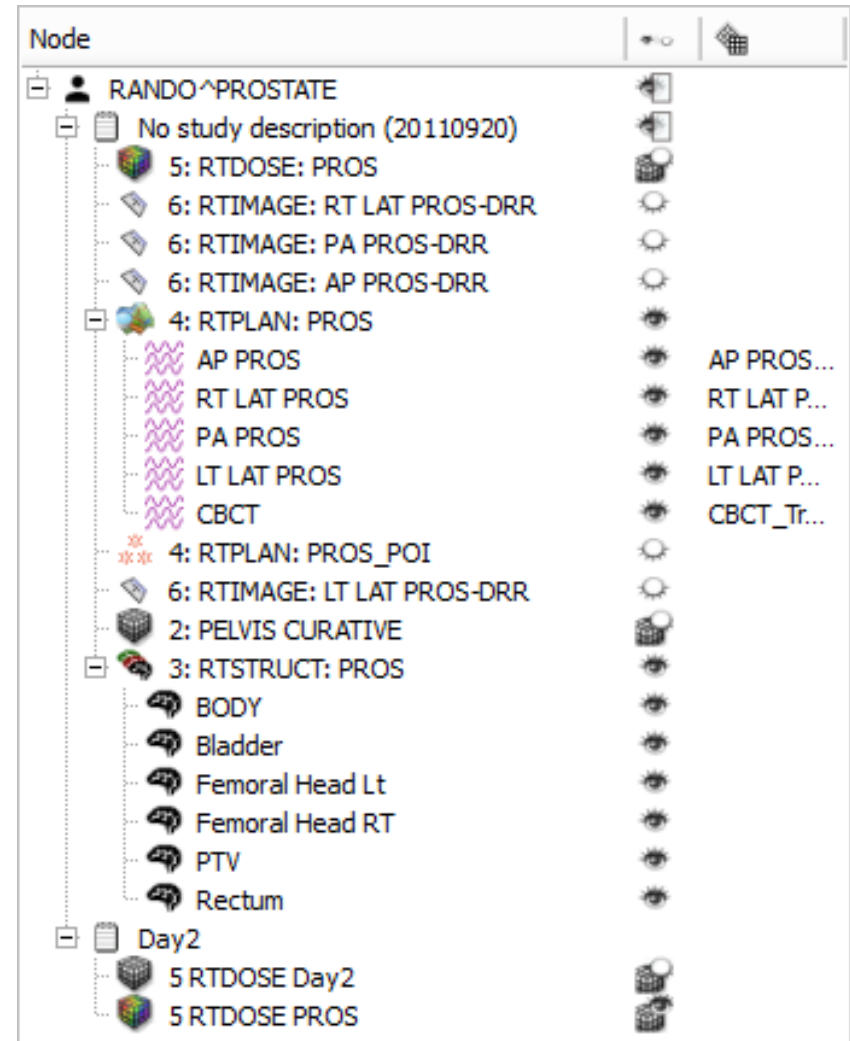 Node
RANDO^PROSTATE
No study description (20110920)
5: RTDOSE: PROS
6: RTIMAGE: RT LAT PROS-DRR
6: RTIMAGE: PA PROS-DRR
6: RTIMAGE: AP PROS-DRR
4: RTPLAN: PROS
AP PROS AP PROS...
RT LAT PROS RT LAT P...
PA PROS PA PROS...
LT LAT PROS LT LAT P...
CBCT CBCT_Tr...
4: RTPLAN: PROS_POI
6: RTIMAGE: LT LAT PROS-DRR
2: PELVIS CURATIVE
3: RTSTRUCT: PROS
BODY
Bladder
Femoral Head Lt
Femoral Head RT
PTV
Rectum
Day2
5 RTDOSE Day2
5 RTDOSE PROS